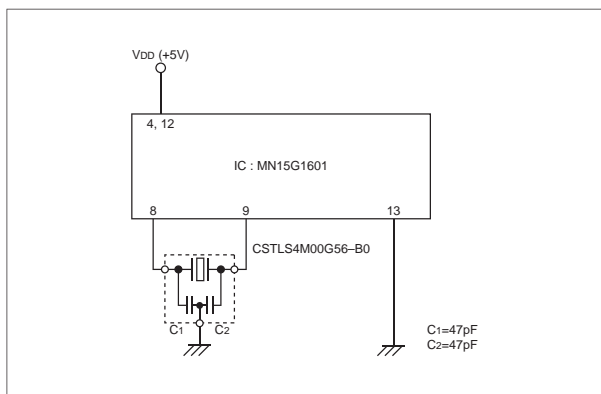 VDD (+5V)
4, 12
IC : MN15G1601
8
9
13
CSTLS4M00G56–B0
C1
C2
C1=47pF
C2=47pF